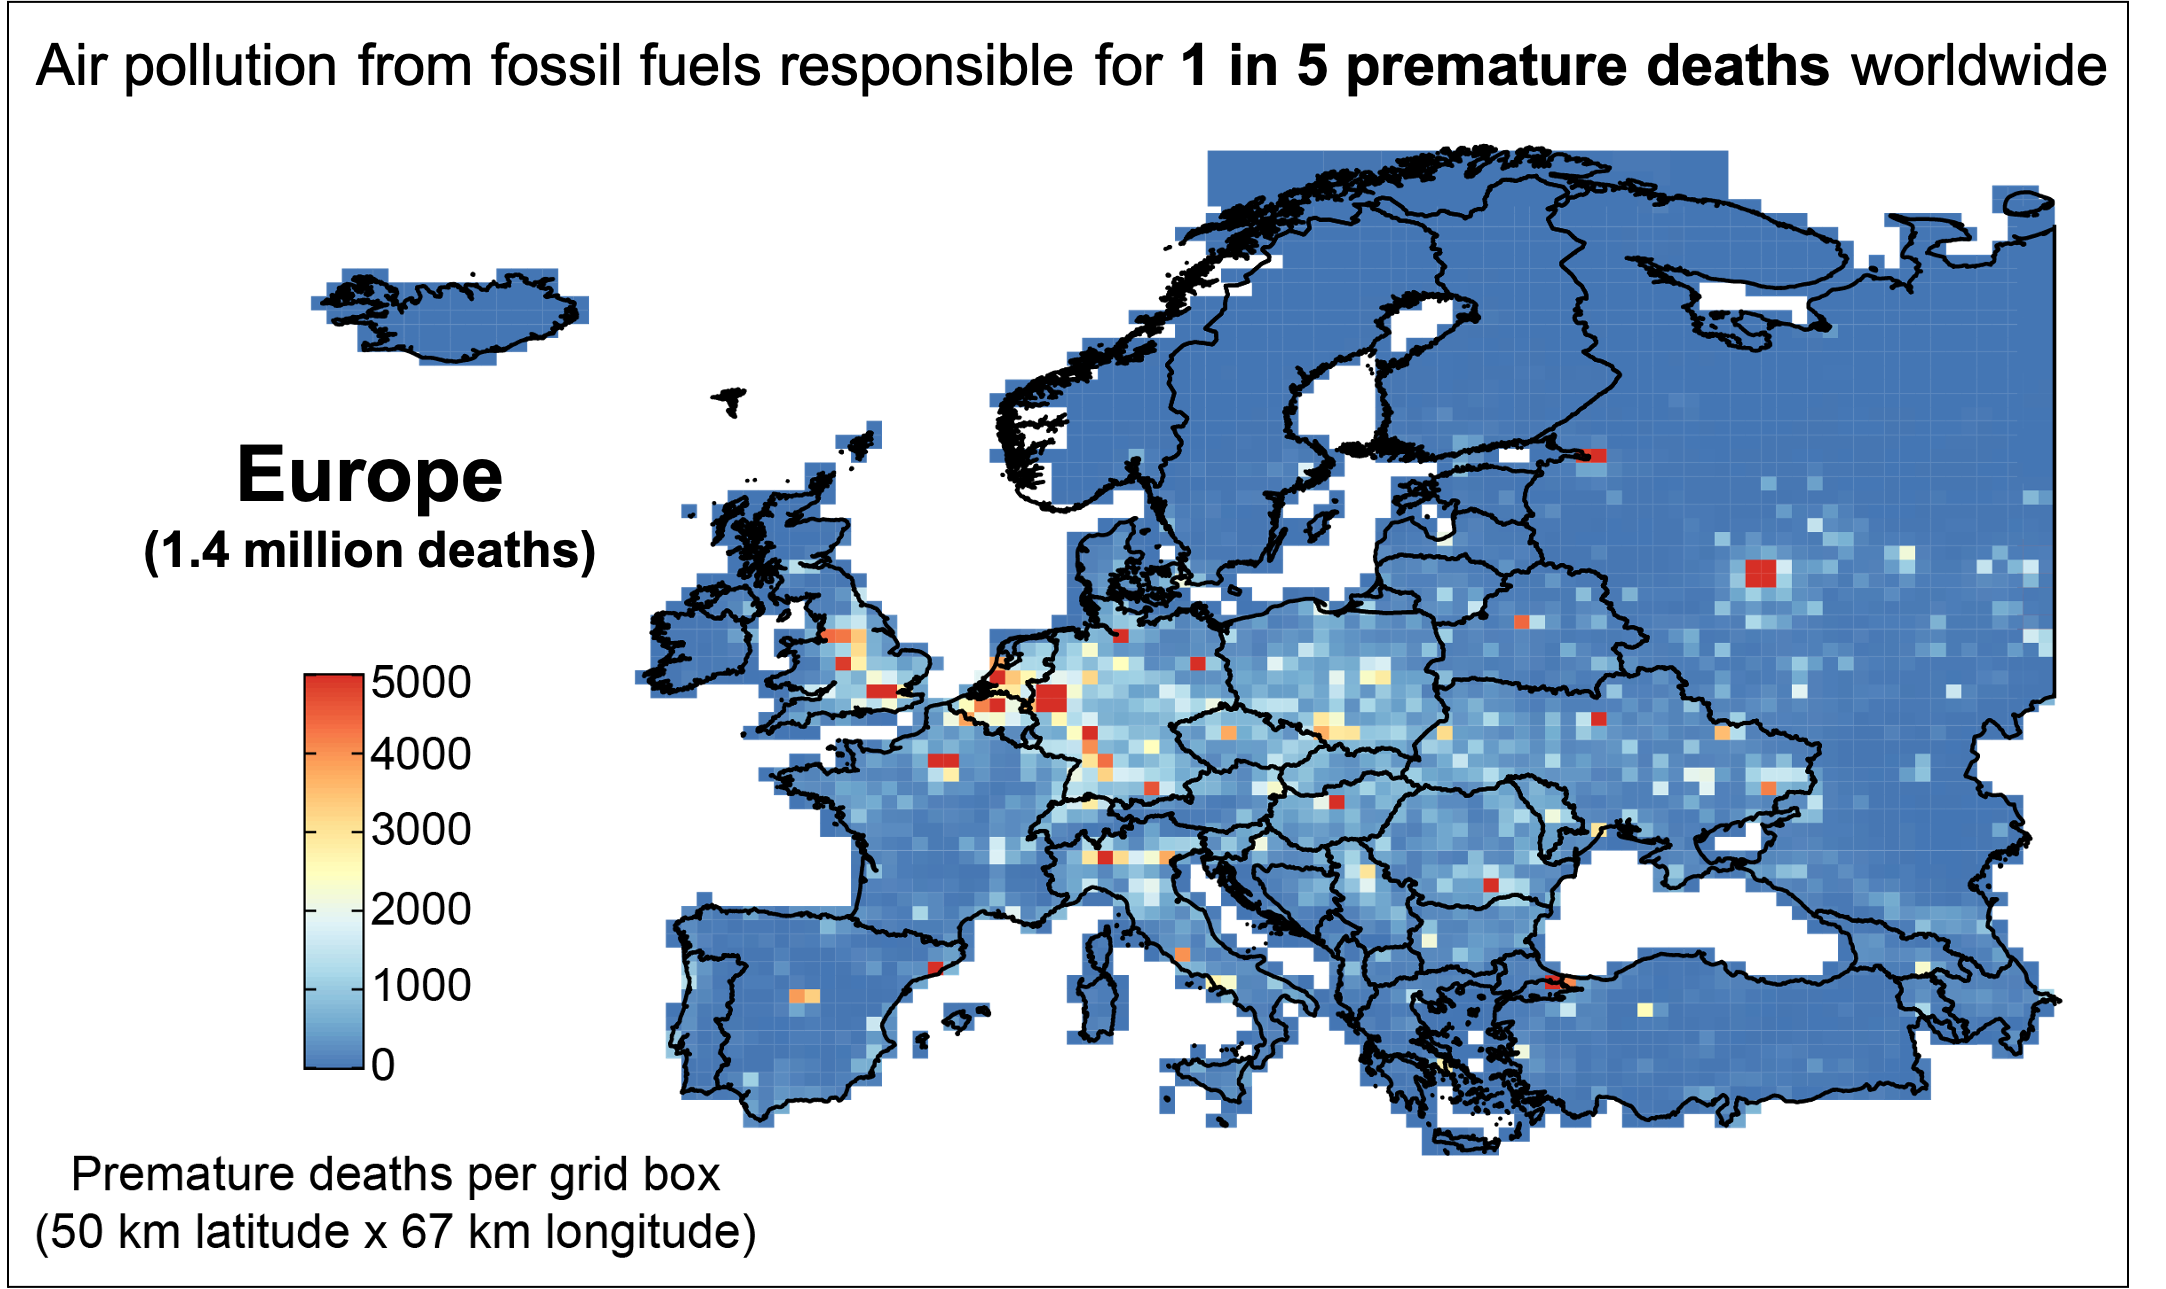 Air pollution from fossil fuels responsible for 1 in 5 premature deaths worldwide
Europe
(1.4 million deaths)
5000
4000
3000
2000
1000
0
Premature deaths per grid box
(50 km latitude x 67 km longitude)